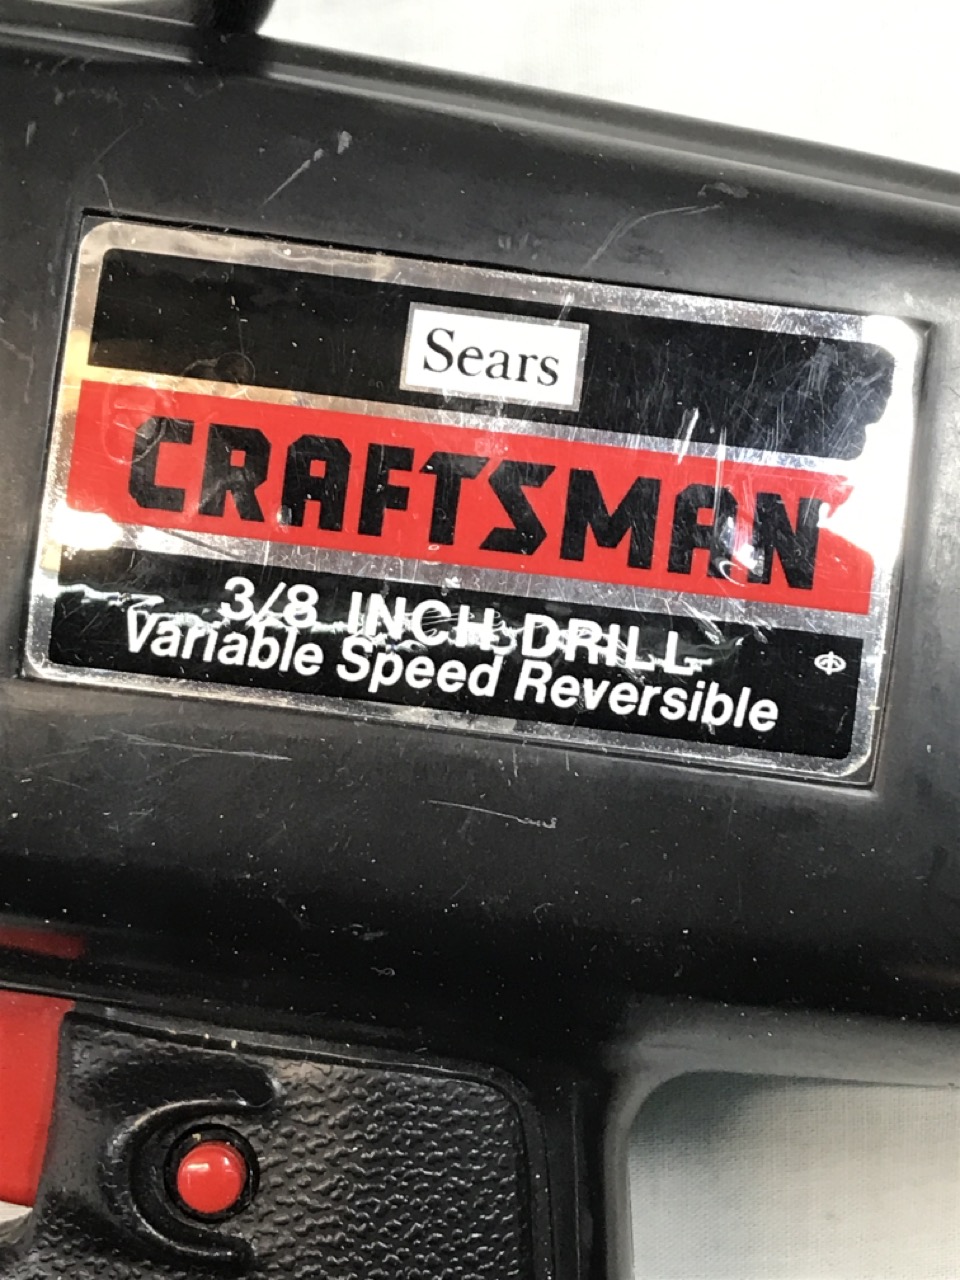 Sears
CRAFTSMAN
3/8 INCH DRILL
Variable Speed Reversible